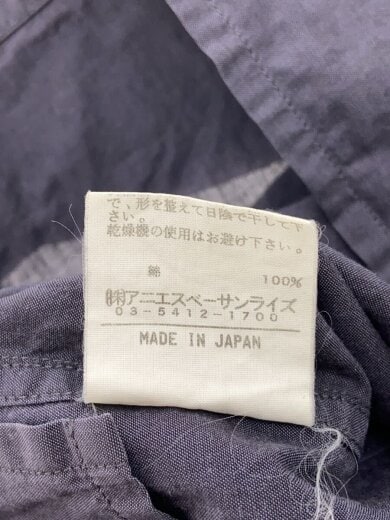 で、形を整えて日陰で干して下
さい。
乾燥機の使用はお避け下さい。
綿 100%
㈱アニエスベーサンライズ
03-5412-1700
MADE IN JAPAN